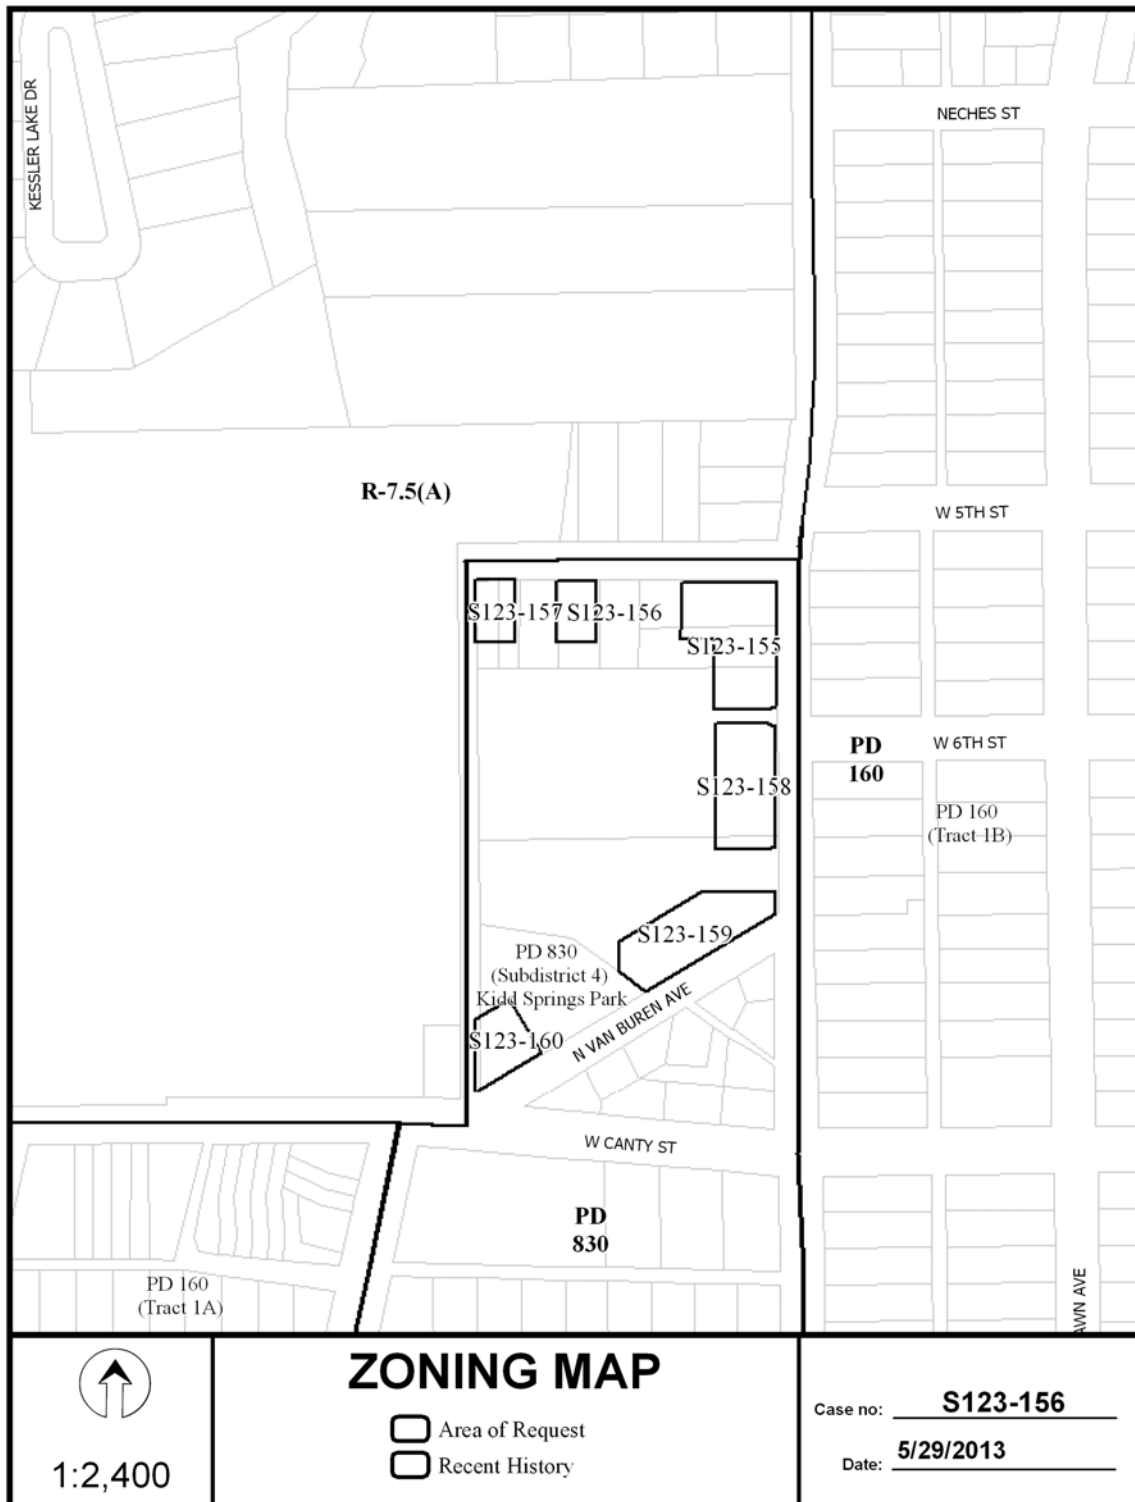 KESSLER LAKE DR
NECHES ST
R-7.5(A)
W 5TH ST
S123-157
S123-156
S123-155
PD
160
W 6TH ST
S123-158
PD 160
(Tract 1B)
S123-159
PD 830
(Subdistrict 4)
Kidd Springs Park
N VAN BUREN AVE
S123-160
W CANTY ST
PD
830
PD 160
(Tract 1A)
AWN AVE
1:2,400
ZONING MAP
Area of Request
Recent History
Case no: S123-156
Date: 5/29/2013